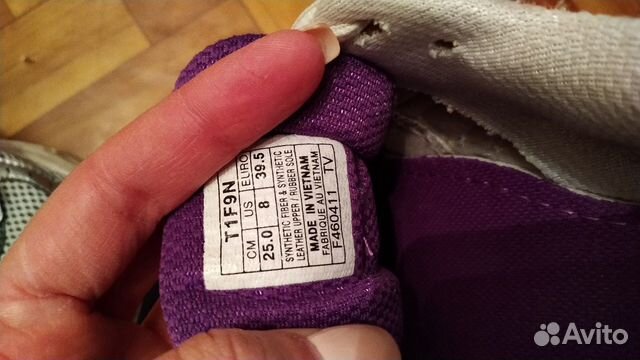 T1F9N
CM US EURO
25.0 8 39.5
SYNTHETIC FIBER & SYNTHETIC
LEATHER UPPER / RUBBER SOLE
MADE IN VIETNAM
FABRIQUE AU VIETNAM
F460411 TV
Avito